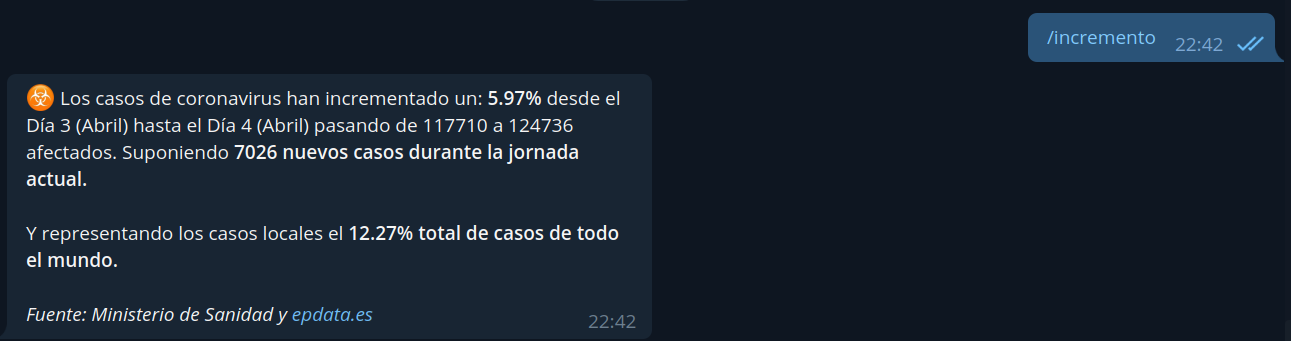 /incremento 22:42
Los casos de coronavirus han incrementado un: 5.97% desde el
Día 3 (Abril) hasta el Día 4 (Abril) pasando de 117710 a 124736
afectados. Suponiendo 7026 nuevos casos durante la jornada
actual.
Y representando los casos locales el 12.27% total de casos de todo
el mundo.
Fuente: Ministerio de Sanidad y epdata.es
22:42